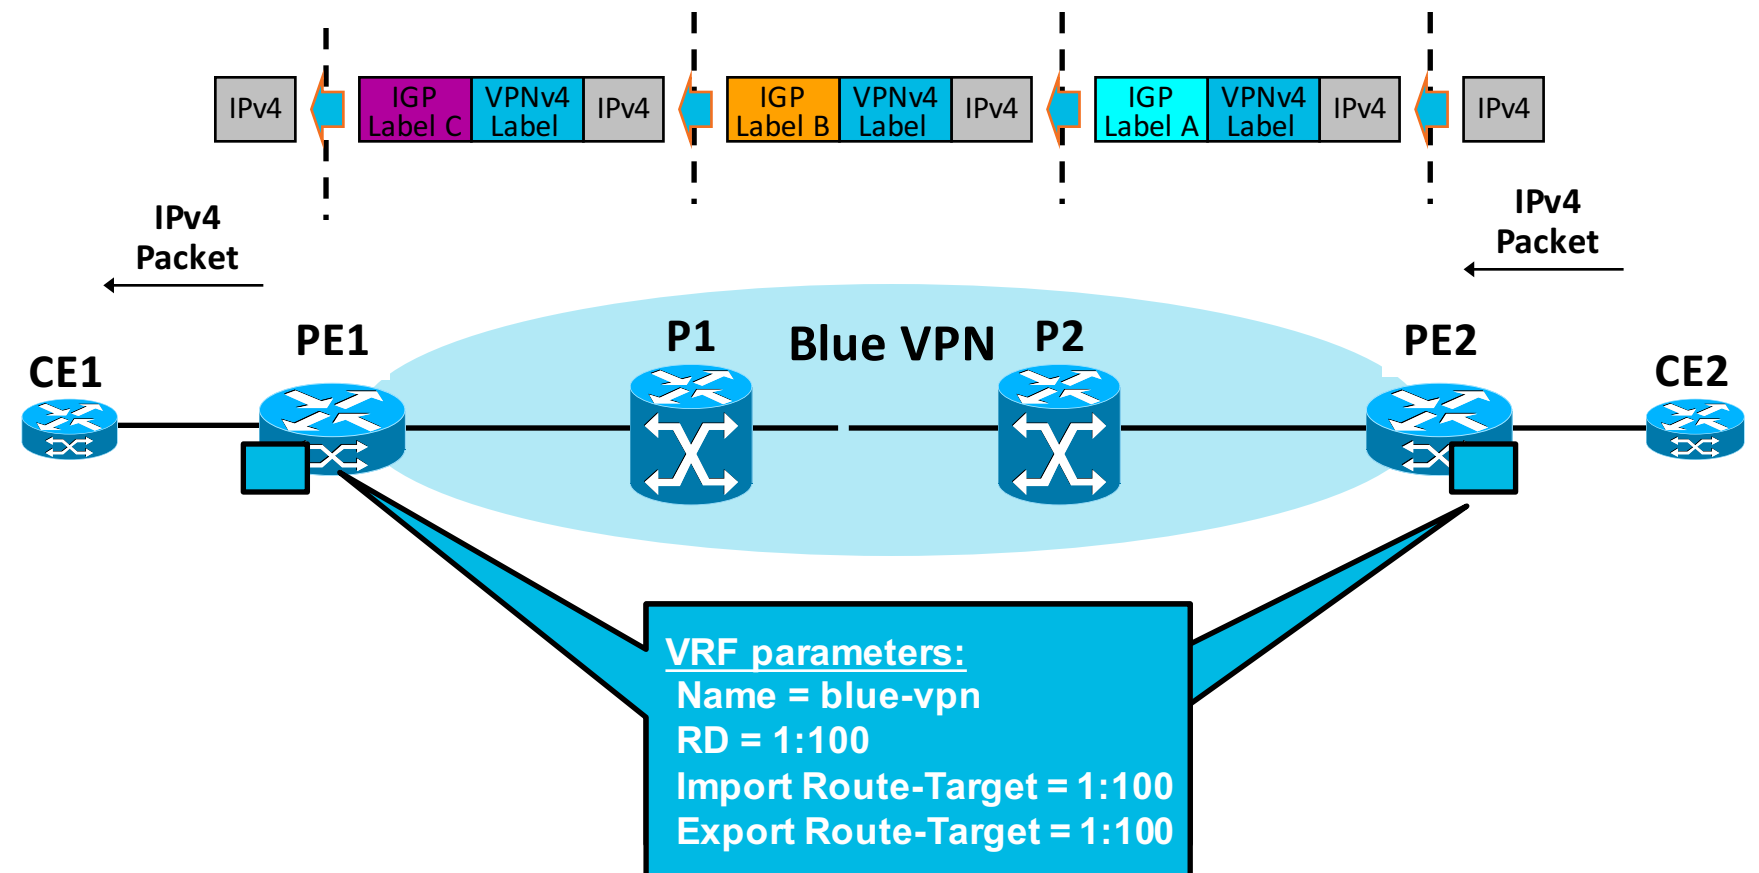 IPv4
IGP
Label C
VPNv4
Label
IPv4
IGP
Label B
VPNv4
Label
IPv4
IGP
Label A
VPNv4
Label
IPv4
IPv4
IPv4
Packet
IPv4
Packet
CE1
PE1
P1
Blue VPN
P2
PE2
CE2
VRF parameters:
Name = blue-vpn
RD = 1:100
Import Route-Target = 1:100
Export Route-Target = 1:100